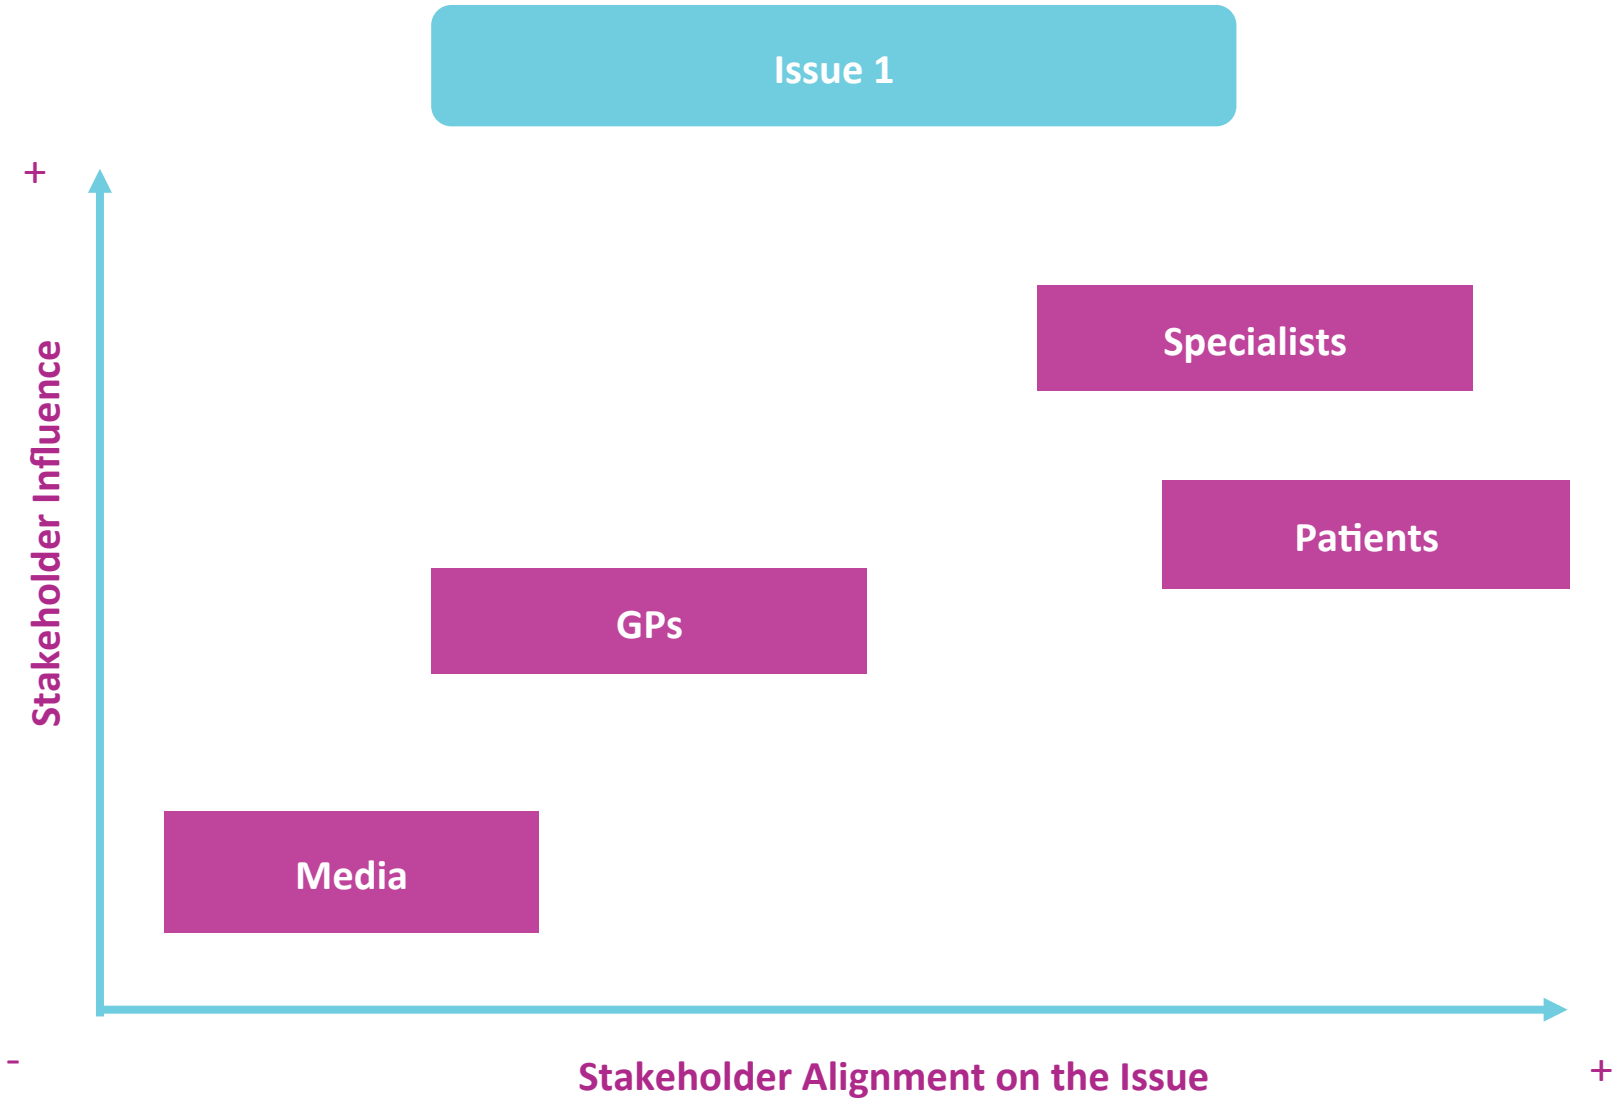 Issue 1
+
Stakeholder Influence
Specialists
Patients
GPs
Media
-
Stakeholder Alignment on the Issue
+